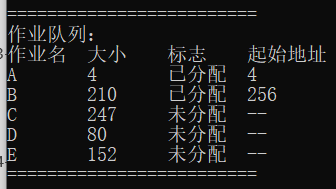 =========================
作业队列：
作业名 大小 标志 起始地址
A 4 已分配 4
B 210 已分配 256
C 247 未分配 --
D 80 未分配 --
E 152 未分配 --
=========================